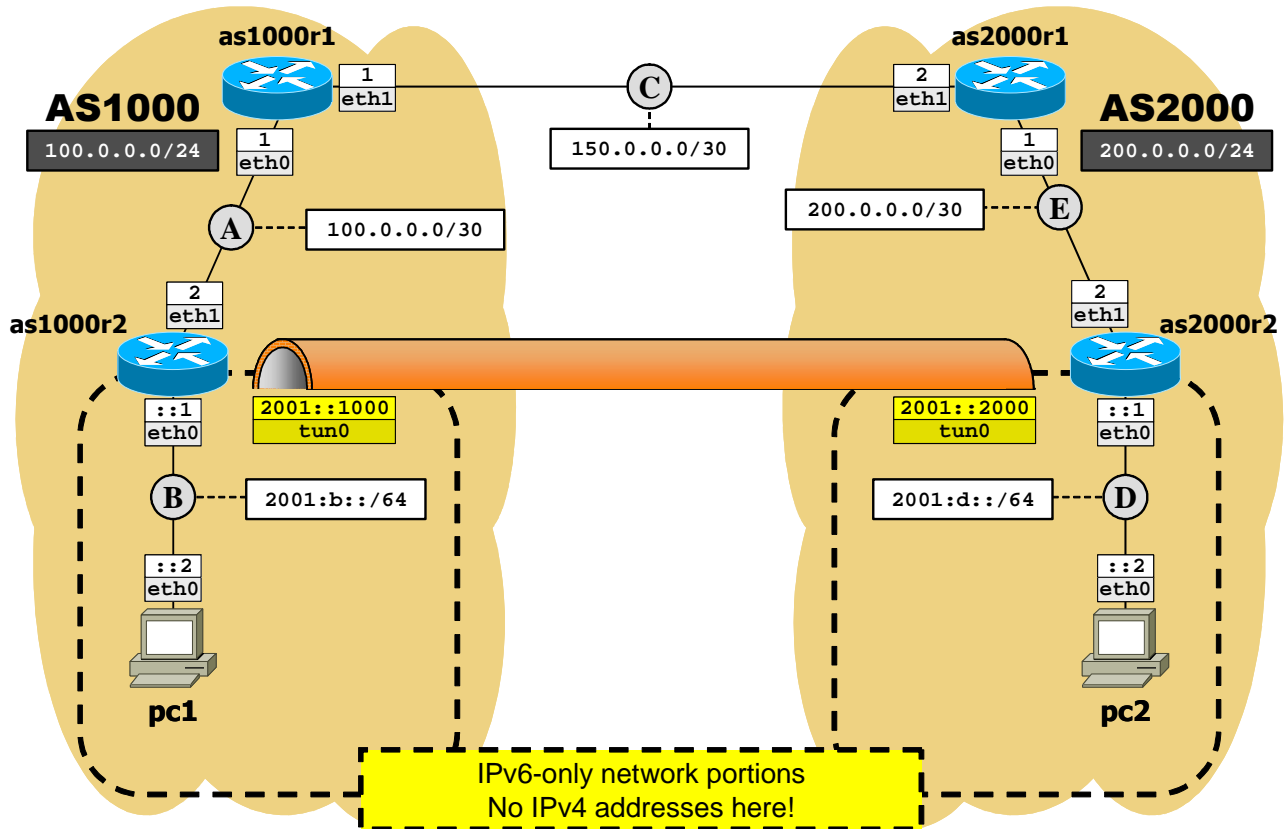 as1000r1
as2000r1
1
eth1
C
2
eth1
AS1000
100.0.0.0/24
1
eth0
150.0.0.0/30
1
eth0
AS2000
200.0.0.0/24
A
100.0.0.0/30
200.0.0.0/30
E
2
eth1
2
eth1
as1000r2
as2000r2
::1
eth0
2001::1000
tun0
2001::2000
tun0
::1
eth0
B
2001:b::/64
2001:d::/64
D
::2
eth0
::2
eth0
pc1
pc2
IPv6-only network portions
No IPv4 addresses here!